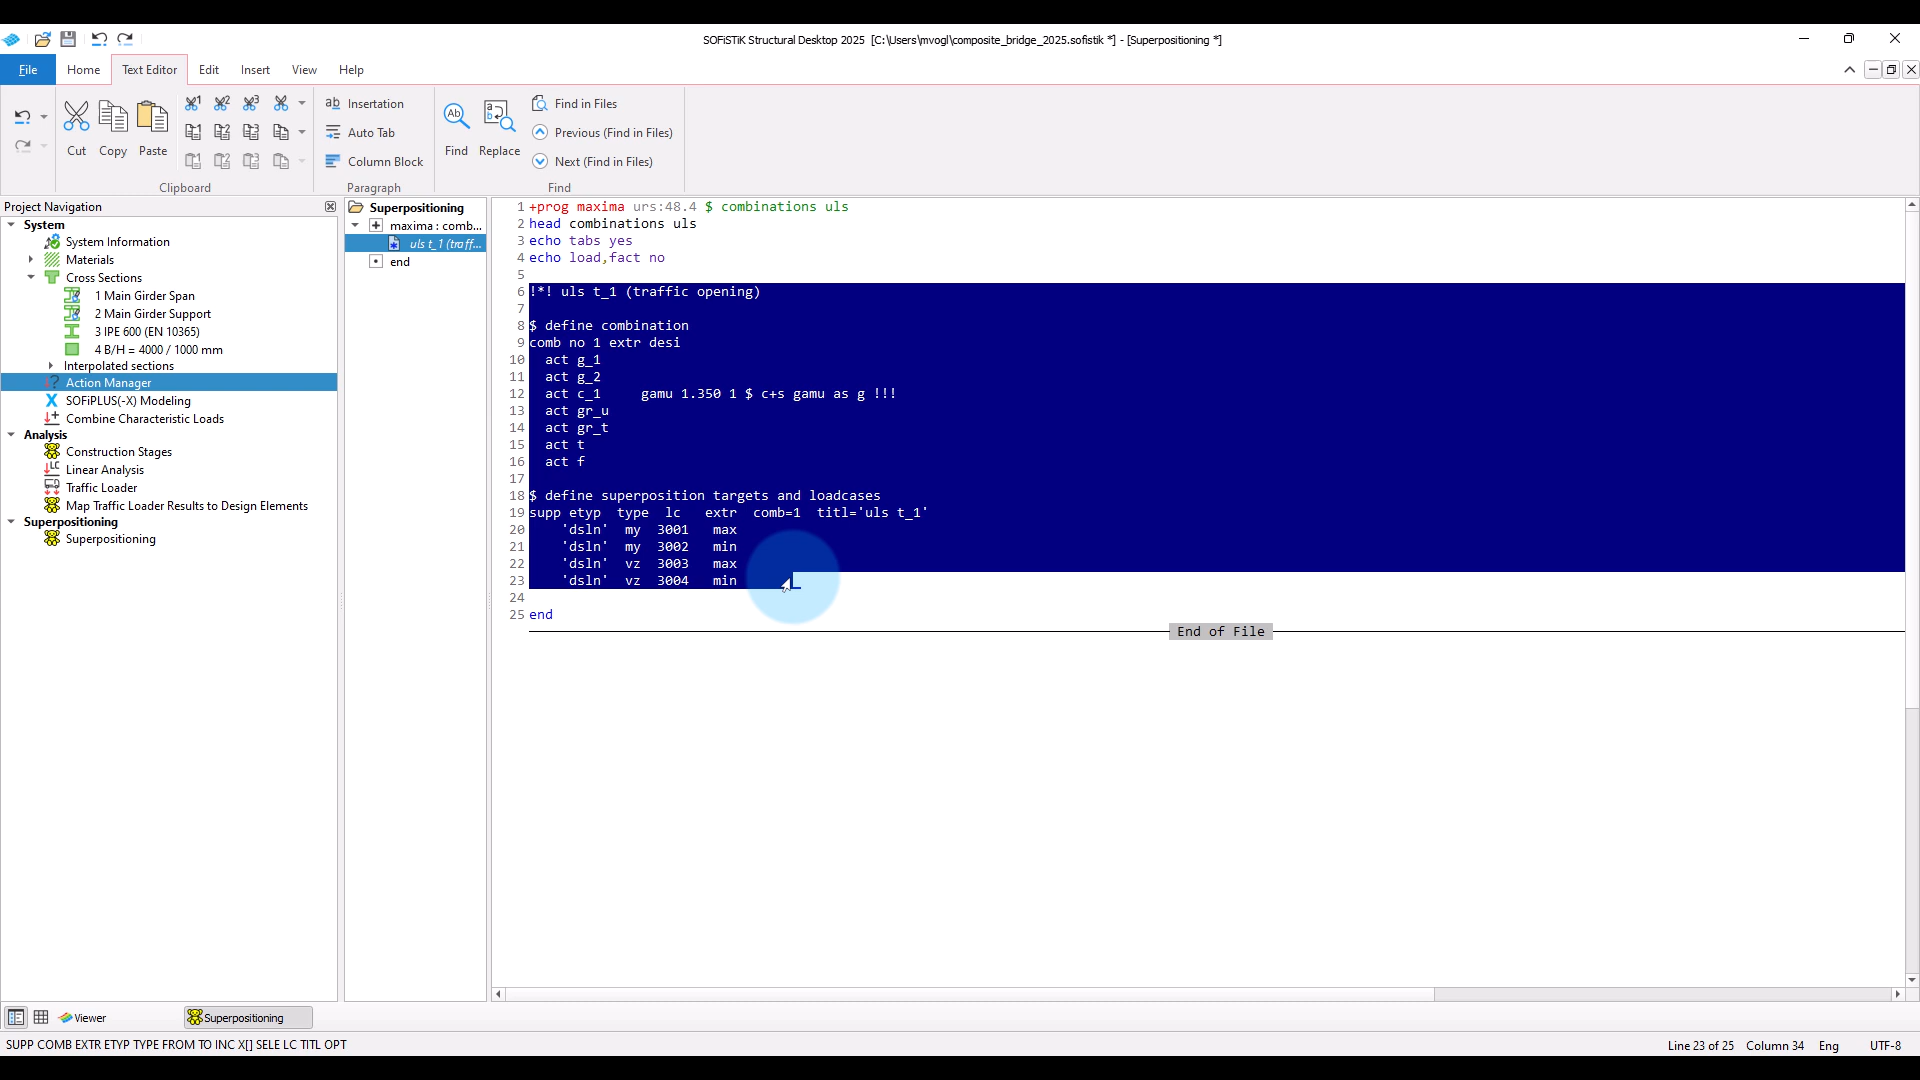 SOFiSTiK Structural Desktop 2025 [C:\Users\mvogl\composite_bridge_2025.sofistik *] - [Superpositioning *]
File Home Text Editor Edit Insert View Help
Cut Copy Paste
Clipboard
Insertation
Auto Tab
Column Block
Paragraph
Find Replace
Find in Files
Previous (Find in Files)
Next (Find in Files)
Find
Project Navigation
System
System Information
Materials
Cross Sections
1 Main Girder Span
2 Main Girder Support
3 IPE 600 (EN 10365)
4 B/H = 4000 / 1000 mm
Interpolated sections
Action Manager
SOFiPLUS(-X) Modeling
Combine Characteristic Loads
Analysis
Construction Stages
Linear Analysis
Traffic Loader
Map Traffic Loader Results to Design Elements
Superpositioning
Superpositioning
Superpositioning
maxima : comb...
uls t_1 (traff...
end
1 +prog maxima urs:48.4 $ combinations uls
2 head combinations uls
3 echo tabs yes
4 echo load,fact no
5
6 !*! uls t_1 (traffic opening)
7
8 $ define combination
9 comb no 1 extr desi
10 act g_1
11 act g_2
12 act c_1 gamu 1.350 1 $ c+s gamu as g !!!
13 act gr_u
14 act gr_t
15 act t
16 act f
17
18 $ define superposition targets and loadcases
19 supp etyp type lc extr comb=1 titl='uls t_1'
20 'dsln' my 3001 max
21 'dsln' my 3002 min
22 'dsln' vz 3003 max
23 'dsln' vz 3004 min
24
25 end
End of File
Viewer
Superpositioning
SUPP COMB EXTR ETYP TYPE FROM TO INC X[] SELE LC TITL OPT
Line 23 of 25 Column 34 Eng UTF-8